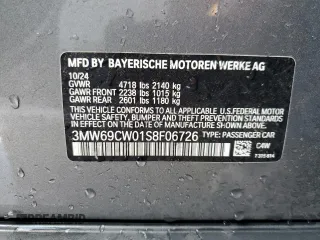 MFD BY BAYERISCHE MOTOREN WERKE AG
10/24
GVWR 4718 lbs 2140 kg
GAWR FRONT 2238 lbs 1015 kg
GAWR REAR 2601 lbs 1180 kg
THIS VEHICLE CONFORMS TO ALL APPLICABLE U.S.FEDERAL MOTOR
VEHICLE SAFETY, BUMPER, AND THEFT PREVENTION STANDARDS
IN EFFECT ON THE DATE OF MANUFACTURE SHOWN ABOVE.
3MW69CW01S8F06726 TYPE: PASSENGER CAR
C4W